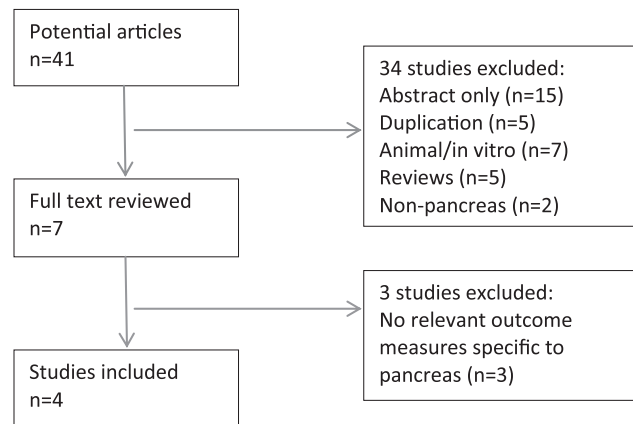 Potential articles
n=41
34 studies excluded:
Abstract only (n=15)
Duplication (n=5)
Animal/in vitro (n=7)
Reviews (n=5)
Non-pancreas (n=2)
Full text reviewed
n=7
3 studies excluded:
No relevant outcome
measures specific to
pancreas (n=3)
Studies included
n=4